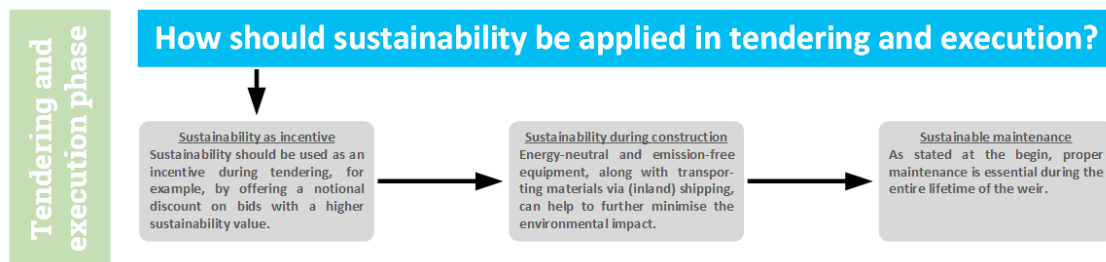 Tendering and
execution phase
How should sustainability be applied in tendering and execution?
Sustainability as incentive
Sustainability should be used as an
incentive during tendering, for
example, by offering a notional
discount on bids with a higher
sustainability value.
Sustainability during construction
Energy-neutral and emission-free
equipment, along with transpor-
ting materials via (inland) shipping,
can help to further minimise the
environmental impact.
Sustainable maintenance
As stated at the begin, proper
maintenance is essential during the
entire lifetime of the weir.